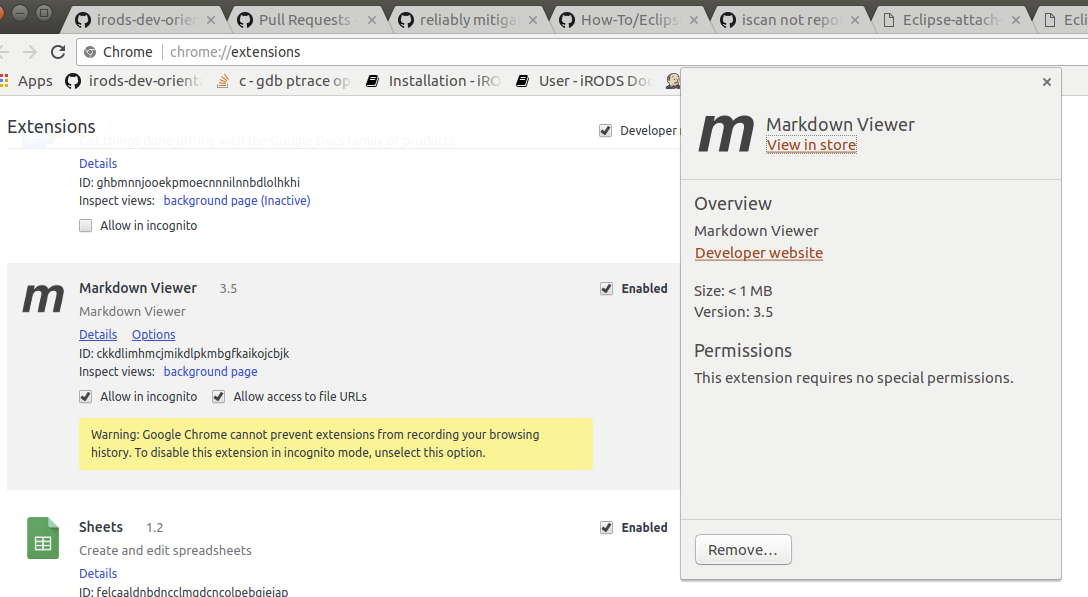 irods-dev-orien
Pull Requests
reliably mitiga
How-To/Eclips
iscan not repo
Eclipse-attach
Ecli
Chrome chrome://extensions
Apps irods-dev-orient c - gdb ptrace op Installation - iRO User - iRODS Doc
Extensions
Developer
Get things done offline with the Google Docs family of products.
Details
ID: ghbmnnjooekpmoecnnnilnnbdlolhkhi
Inspect views: background page (Inactive)
Allow in incognito
m
Markdown Viewer 3.5
Enabled
Markdown Viewer
Details Options
ID: ckkdlimhmcjmikdlpkmbgfkaikojcbjk
Inspect views: background page
Allow in incognito Allow access to file URLs
Warning: Google Chrome cannot prevent extensions from recording your browsing
history. To disable this extension in incognito mode, unselect this option.
Sheets 1.2
Enabled
Create and edit spreadsheets
Details
ID: felcaaldnbdncclmgdcncolpebgiejap
m
Markdown Viewer
View in store
Overview
Markdown Viewer
Developer website
Size: < 1 MB
Version: 3.5
Permissions
This extension requires no special permissions.
Remove...